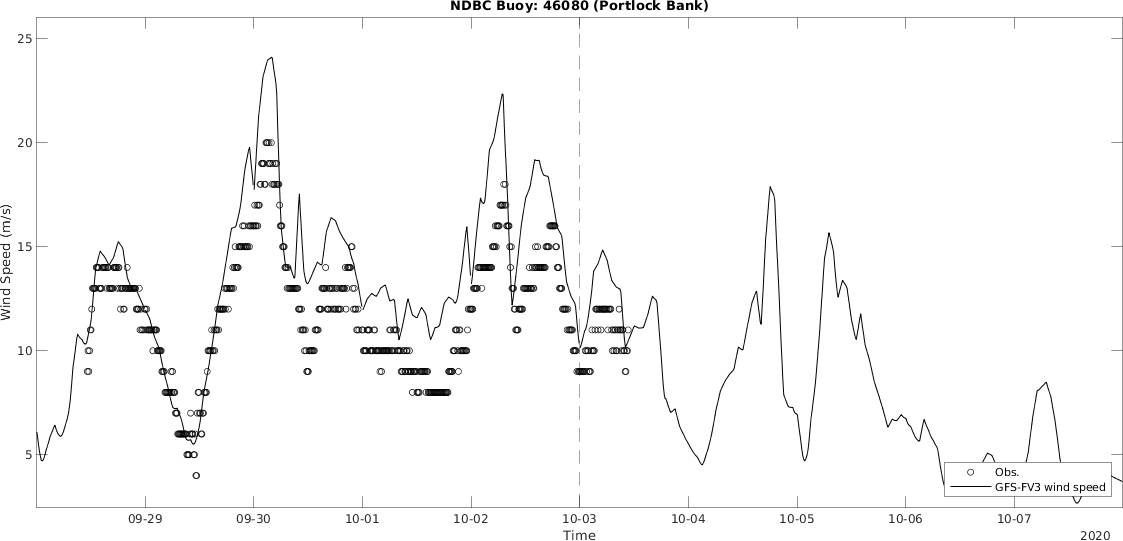 NDBC Buoy: 46080 (Portlock Bank)
25
20
15
10
5
Wind Speed (m/s)
Obs.
GFS-FV3 wind speed
09-29 09-30 10-01 10-02 10-03 10-04 10-05 10-06 10-07
Time
2020